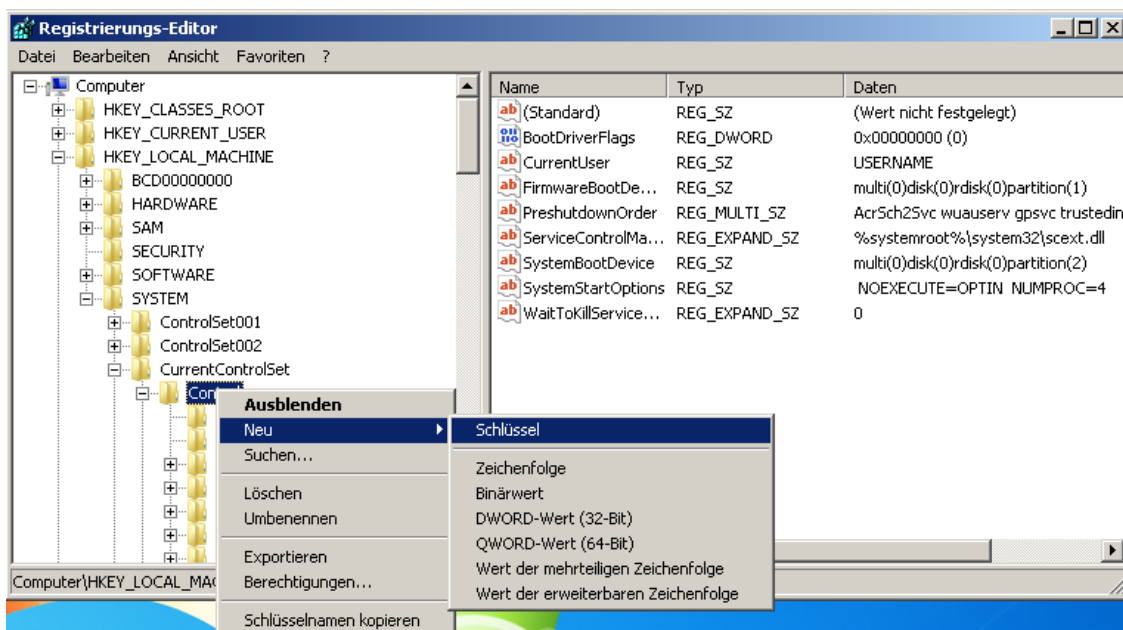 Registrierungs-Editor
Datei Bearbeiten Ansicht Favoriten ?
Computer
HKEY_CLASSES_ROOT
HKEY_CURRENT_USER
HKEY_LOCAL_MACHINE
BCD00000000
HARDWARE
SAM
SECURITY
SOFTWARE
SYSTEM
ControlSet001
ControlSet002
CurrentControlSet
Name Typ Daten
(Standard) REG_SZ (Wert nicht festgelegt)
BootDriverFlags REG_DWORD 0x00000000 (0)
CurrentUser REG_SZ USERNAME
FirmwareBootDe... REG_SZ multi(0)disk(0)rdisk(0)partition(1)
PreshutdownOrder REG_MULTI_SZ AcrSch2Svc wuauserv gpsvc trustedin
ServiceControlMa... REG_EXPAND_SZ %systemroot%\system32\scext.dll
SystemBootDevice REG_SZ multi(0)disk(0)rdisk(0)partition(2)
SystemStartOptions REG_SZ NOEXECUTE=OPTIN NUMPROC=4
WaitToKillService... REG_EXPAND_SZ 0
Ausblenden
Neu
Suchen...
Löschen
Umbenennen
Exportieren
Berechtigungen...
Schlüsselnamen kopieren
Schlüssel
Zeichenfolge
Binärwert
DWORD-Wert (32-Bit)
QWORD-Wert (64-Bit)
Wert der mehrteiligen Zeichenfolge
Wert der erweiterbaren Zeichenfolge
Computer\HKEY_LOCAL_MA